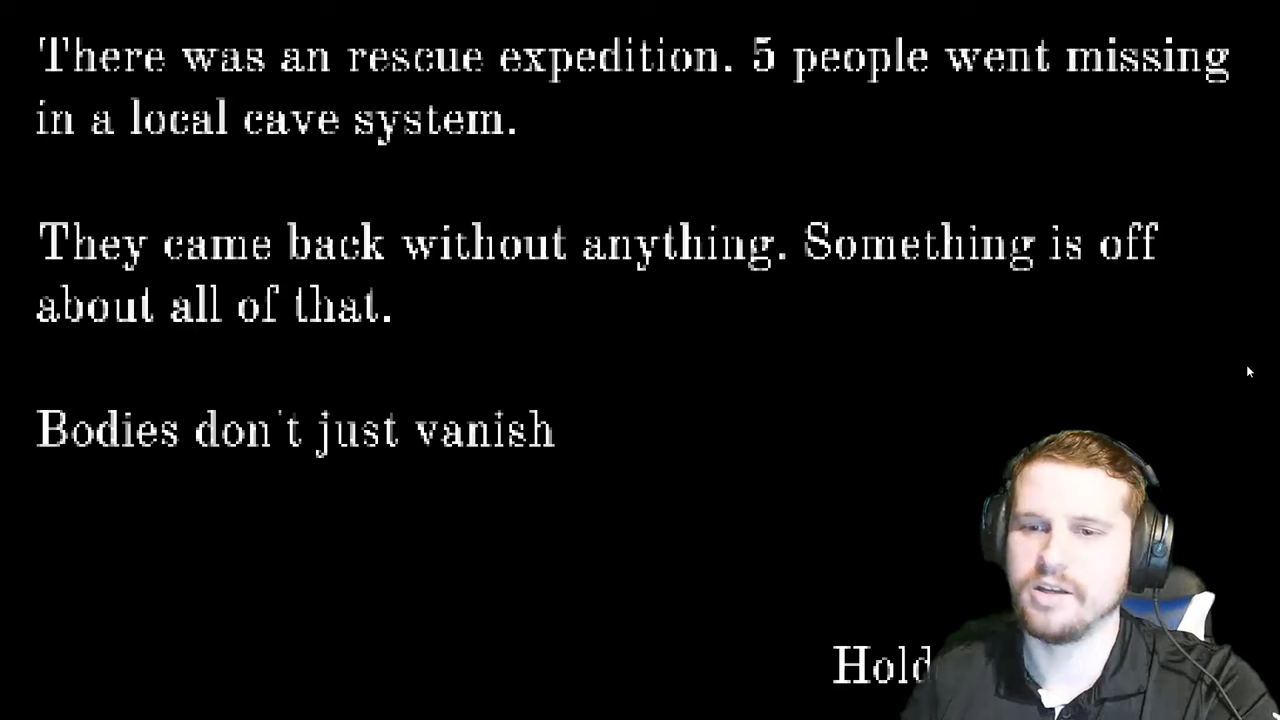 There was an rescue expedition. 5 people went missing
in a local cave system.
They came back without anything. Something is off
about all of that.
Bodies don't just vanish
Hold